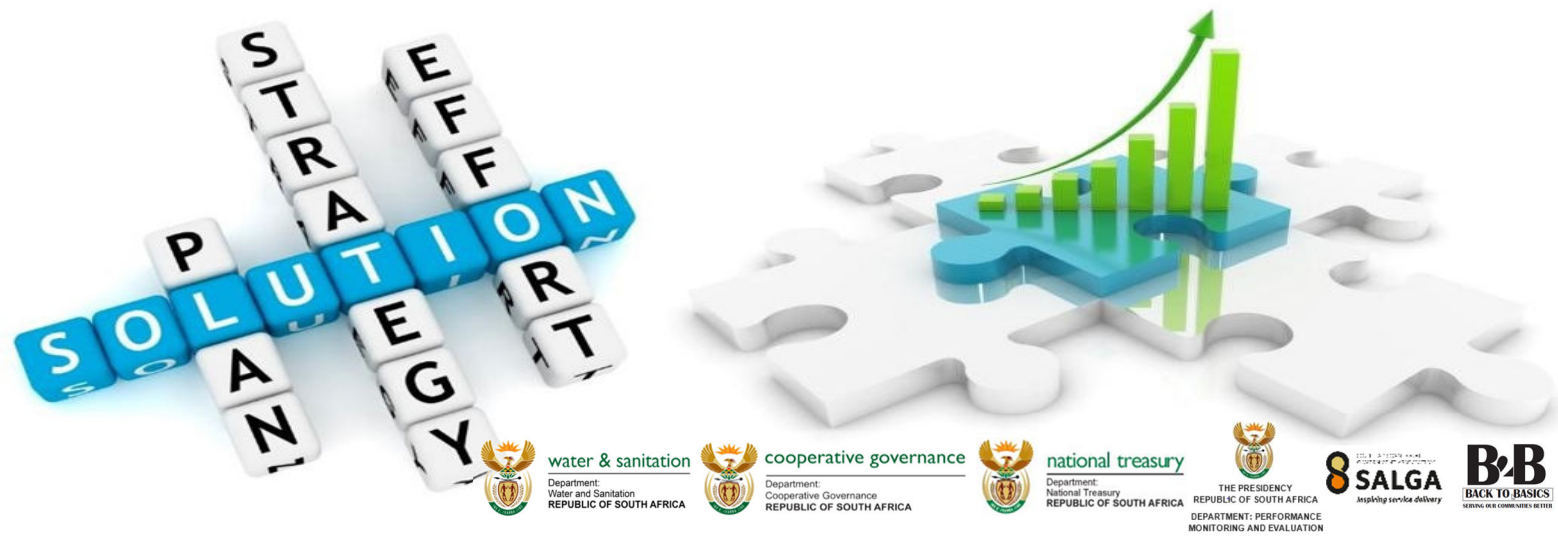 STRATEGY
EFFORT
PLAN
SOLUTION
water & sanitation
Department:
Water and Sanitation
REPUBLIC OF SOUTH AFRICA
cooperative governance
Department:
Cooperative Governance
REPUBLIC OF SOUTH AFRICA
national treasury
Department:
National Treasury
REPUBLIC OF SOUTH AFRICA
THE PRESIDENCY
REPUBLIC OF SOUTH AFRICA
DEPARTMENT: PERFORMANCE
MONITORING AND EVALUATION
SALGA
Inspiring service delivery
B2B
BACK TO BASICS
SERVING OUR COMMUNITIES BETTER